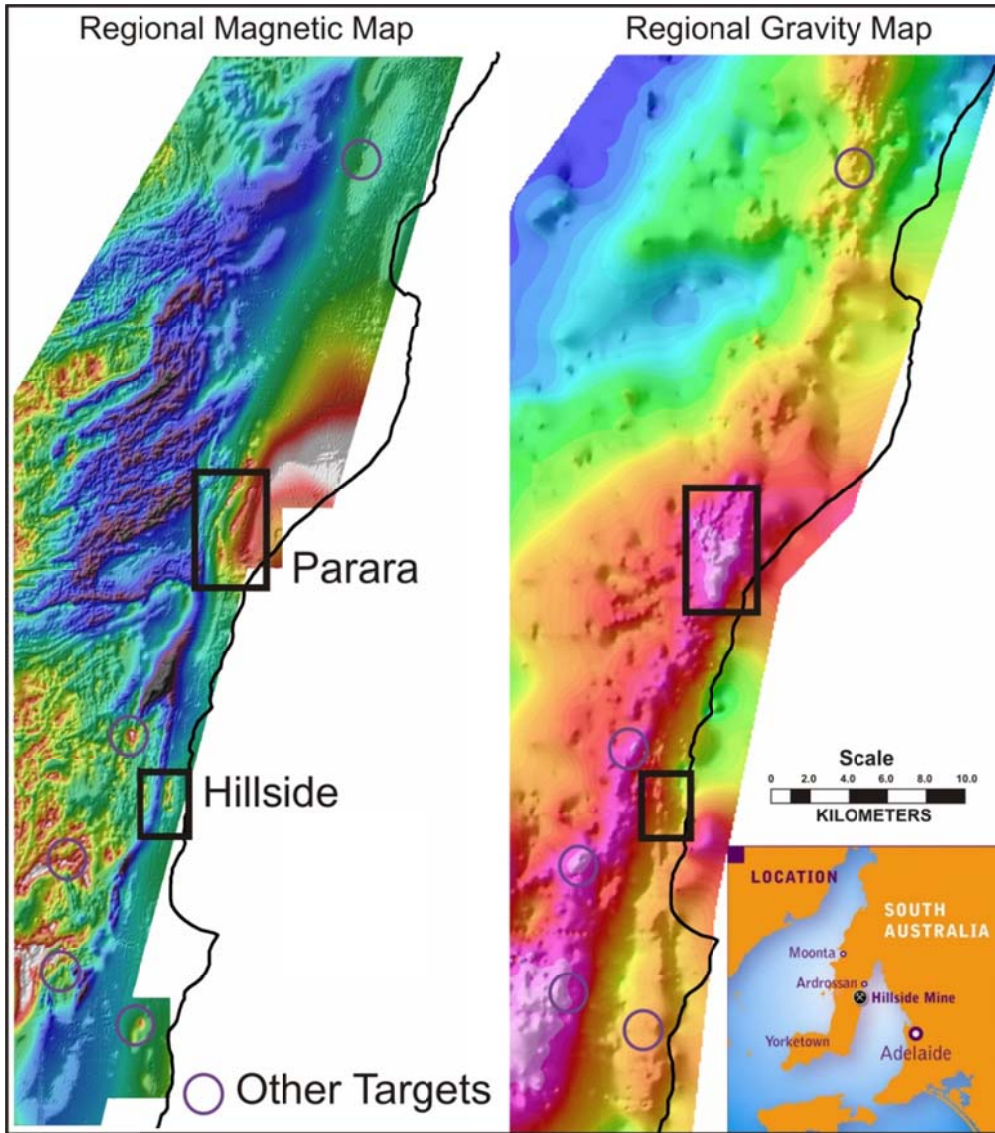 Regional Magnetic Map
Regional Gravity Map
Parara
Hillside
Other Targets
Scale
0 2.0 4.0 6.0 8.0 10.0
KILOMETERS
LOCATION
SOUTH
AUSTRALIA
Moonta
Ardrossan
Hillside Mine
Yorketown
Adelaide